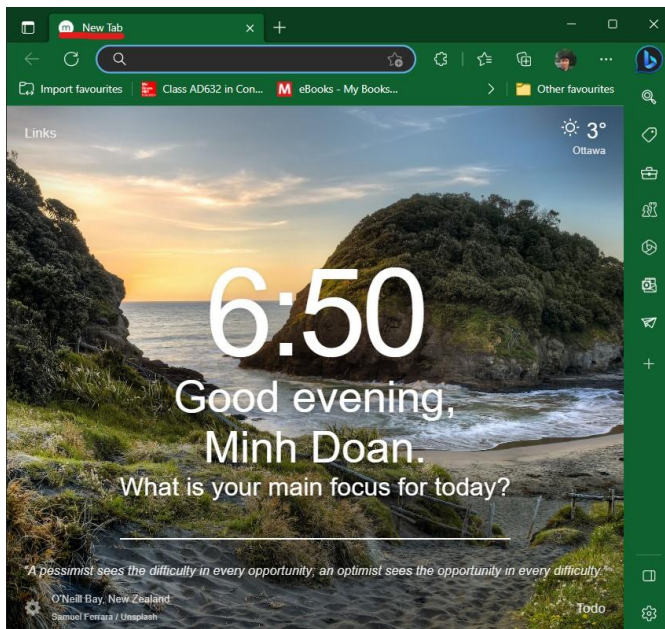 New Tab
Import favourites
Class AD632 in Con...
eBooks - My Books...
Other favourites
Links
3°
Ottawa
6:50
Good evening,
Minh Doan.
What is your main focus for today?
"A pessimist sees the difficulty in every opportunity; an optimist sees the opportunity in every difficulty."
O'Neill Bay, New Zealand
Samuel Ferrara / Unsplash
Todo